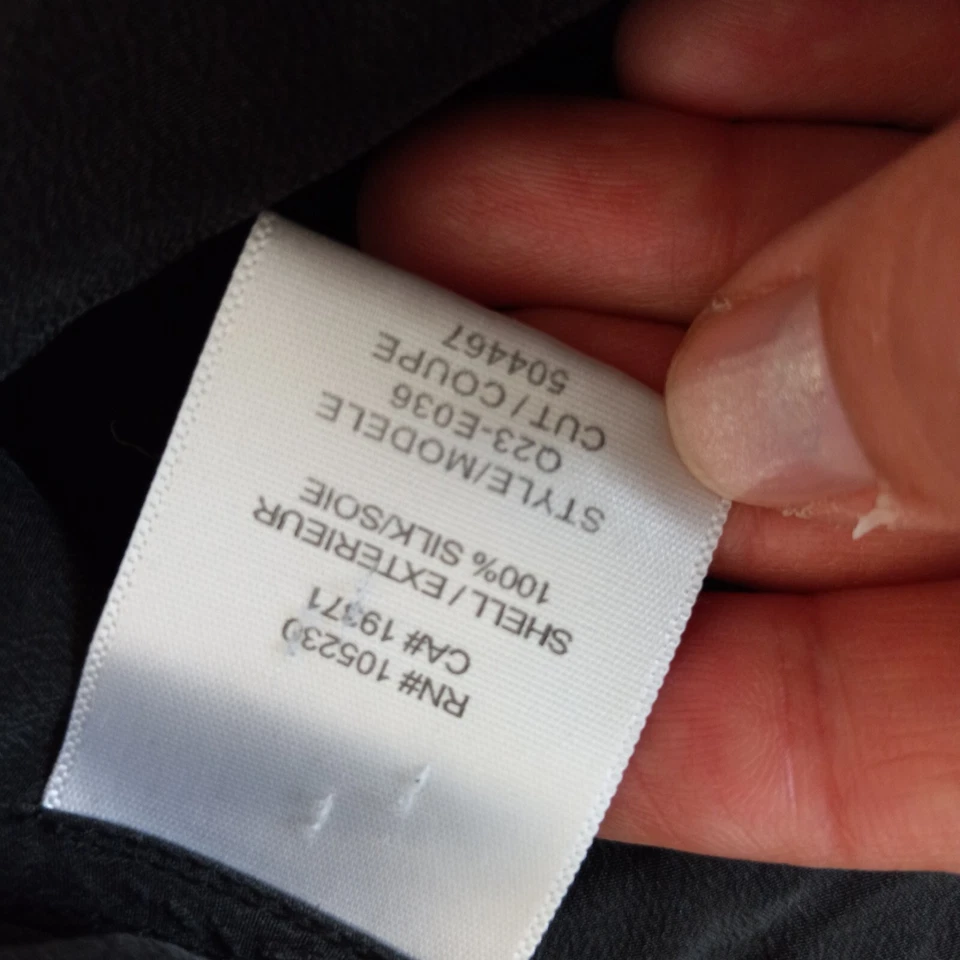 RN# 105230
CA# 19371
SHELL / EXTERIEUR
100% SILK/SOIE
STYLE/MODELE
Q23-E036
CUT / COUPE
504467